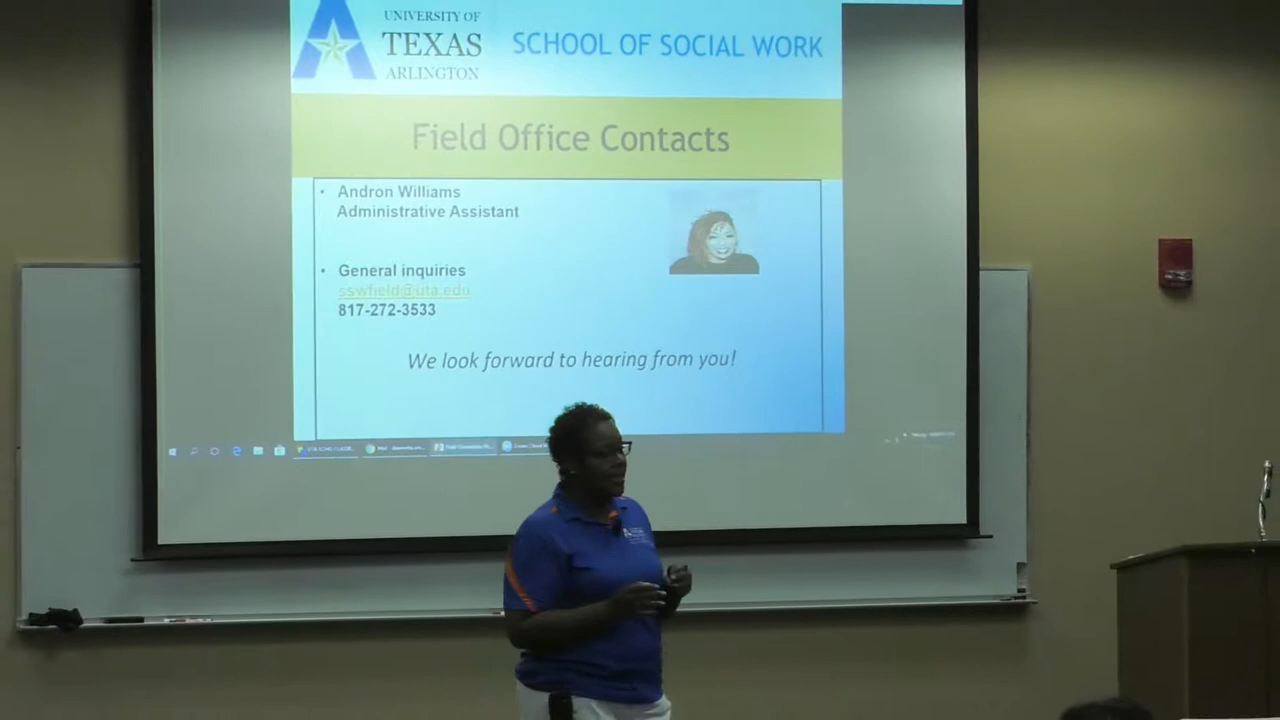 UNIVERSITY OF
TEXAS
ARLINGTON
SCHOOL OF SOCIAL WORK
Field Office Contacts
• Andron Williams
Administrative Assistant
• General inquiries
sswfield@uta.edu
817-272-3533
We look forward to hearing from you!